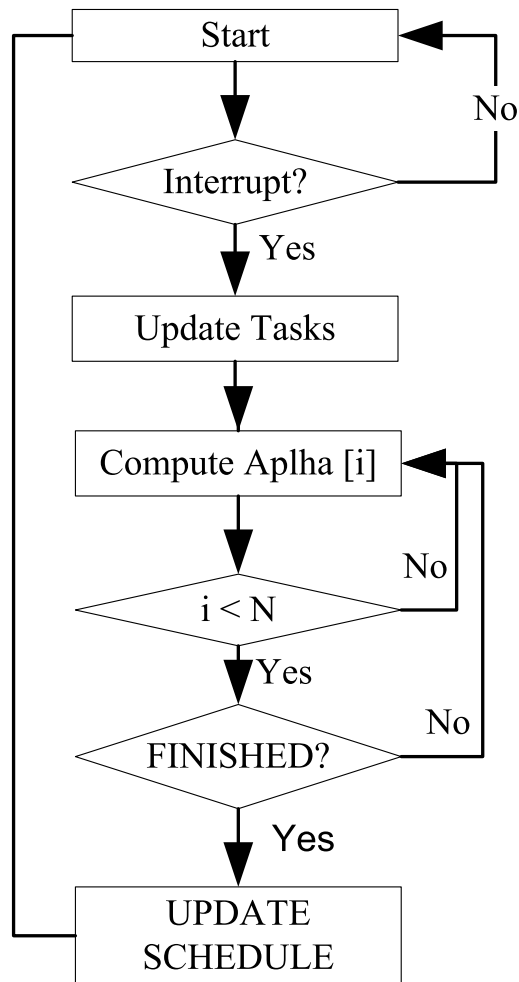 Start
No
Interrupt?
Yes
Update Tasks
Compute Aplha [i]
No
i < N
Yes
No
FINISHED?
Yes
UPDATE
SCHEDULE